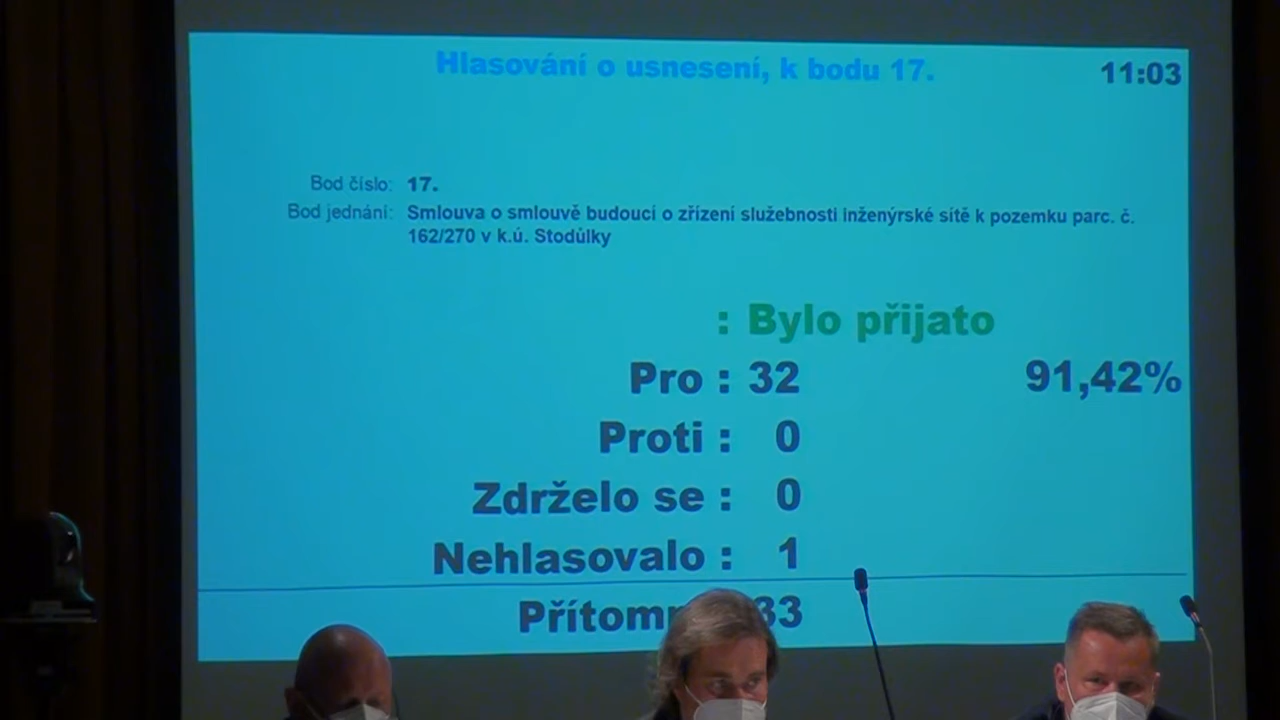 Hlasování o usnesení, k bodu 17.
11:03
Bod číslo: 17.
Bod jednání: Smlouva o smlouvě budoucí o zřízení služebnosti inženýrské sítě k pozemku parc. č.
162/270 v k.ú. Stodůlky
: Bylo přijato
Pro : 32 91,42%
Proti : 0
Zdrželo se : 0
Nehlasovalo : 1
33